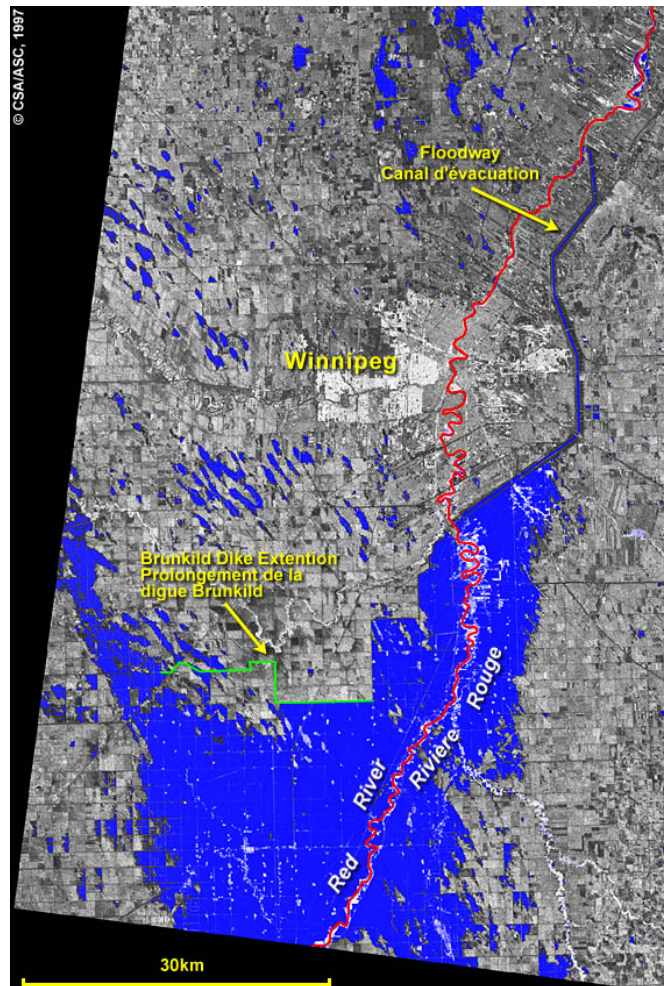 © CSA/ASC, 1997
Floodway
Canal d'évacuation
Winnipeg
Brunkild Dike Extention
Prolongement de la
digue Brunkild
Red River
Rivière Rouge
30km